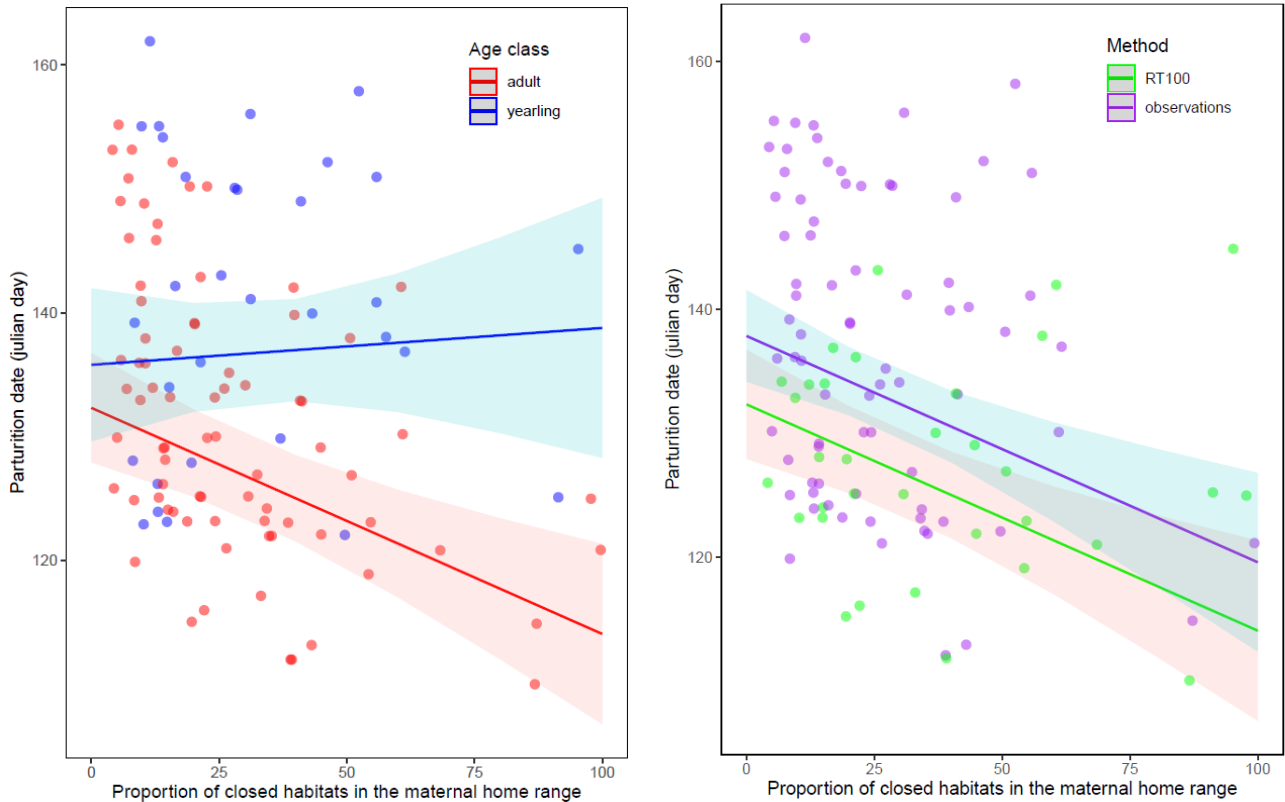 Age class
adult
yearling
160
140
120
0
25
50
75
100
Parturition date (julian day)
Proportion of closed habitats in the maternal home range
Method
RT100
observations
160
140
120
0
25
50
75
100
Parturition date (julian day)
Proportion of closed habitats in the maternal home range